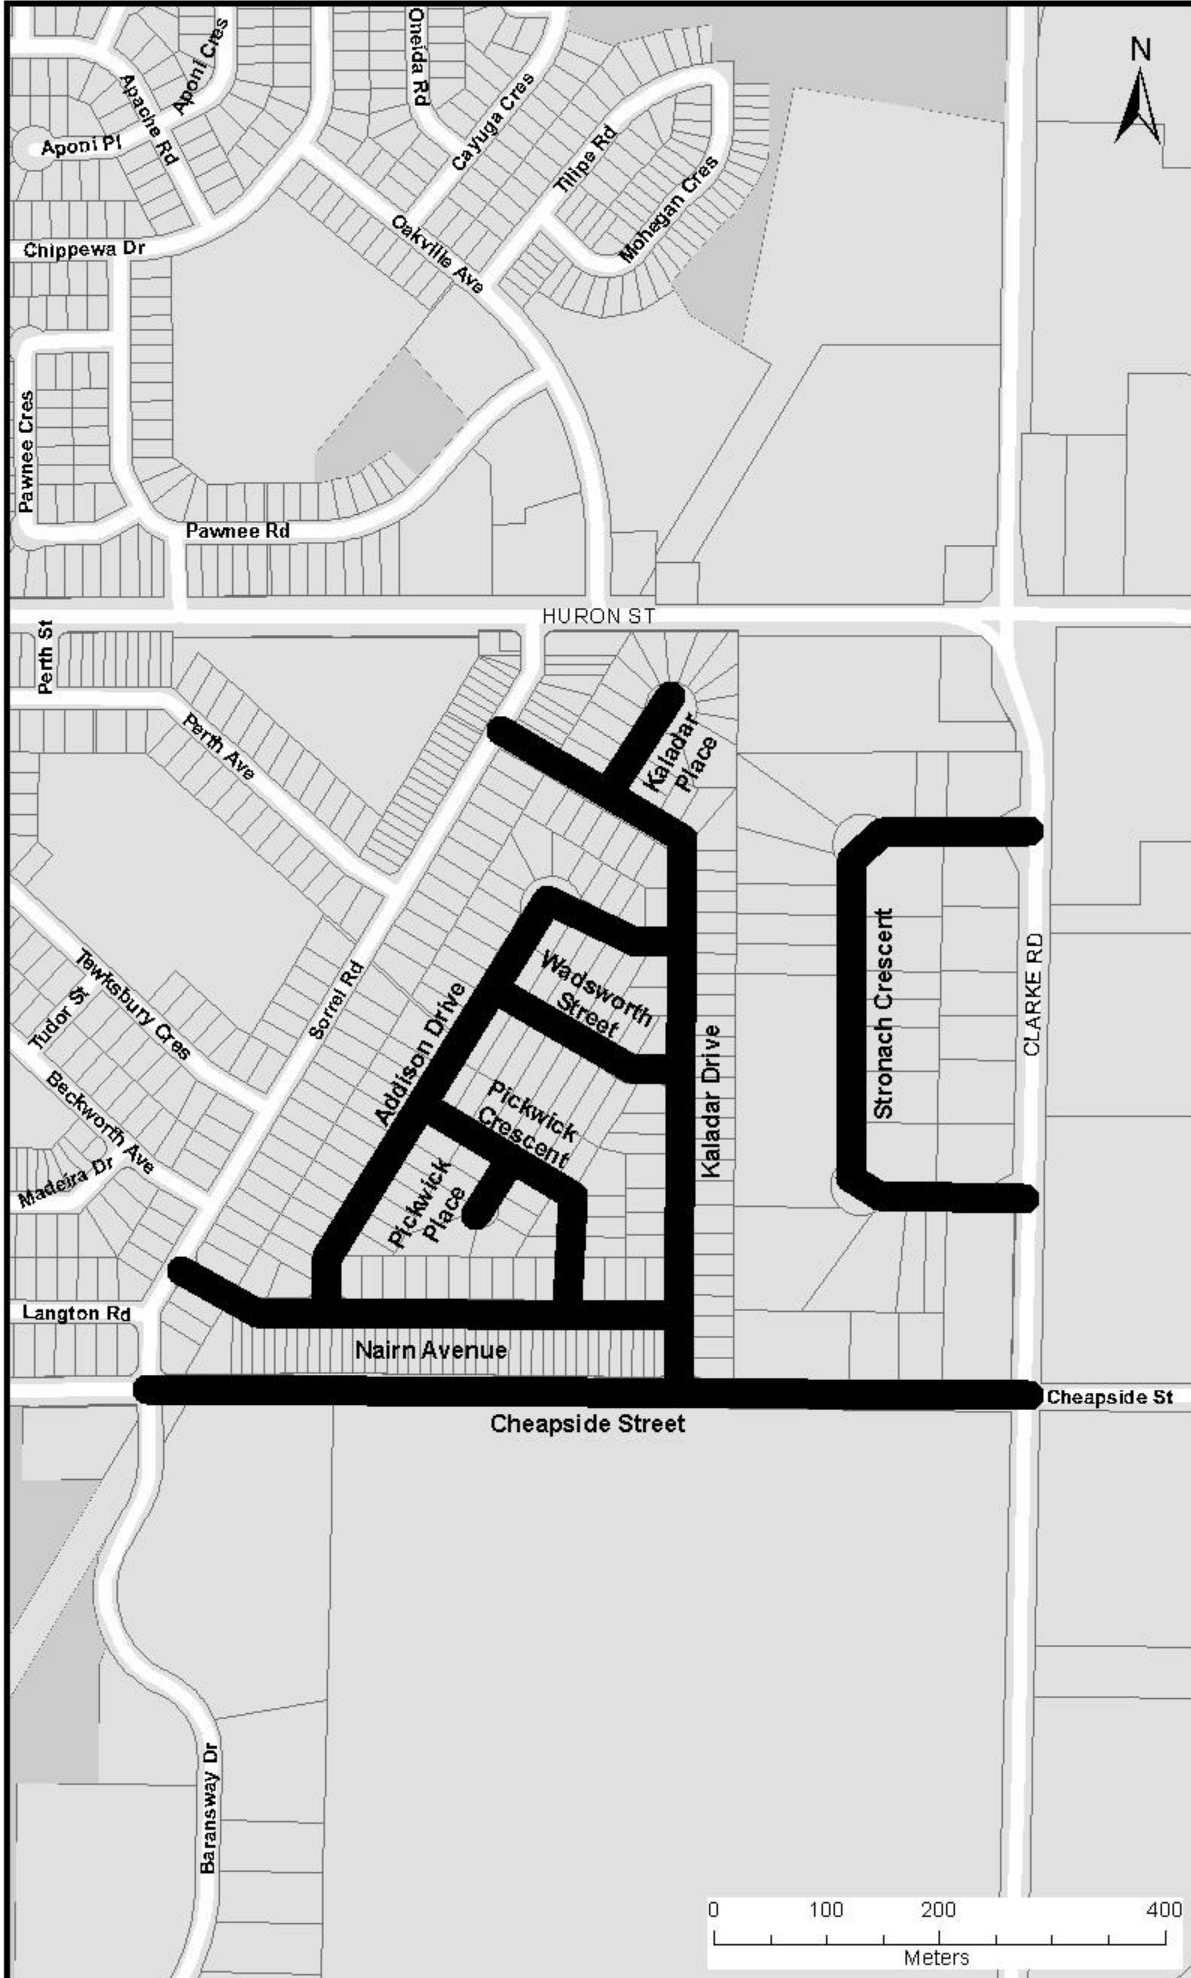 Oneida Rd
Aponi Cres
N
Apache Rd
Cayuga Cres
Aponi Pl
Tilipe Rd
Mohegan Cres
Chippewa Dr
Oakville Ave
Pawnee Cres
Pawnee Rd
HURON ST
Perth St
Perth Ave
Kaladar
Place
Wadsworth
Street
Tewksbury Cres
Tudor St
Sorrel Rd
Addison Drive
Stronach Crescent
CLARKE RD
Kaladar Drive
Beckworth Ave
Pickwick
Crescent
Madeira Dr
Pickwick
Place
Langton Rd
Nairn Avenue
Cheapside St
Cheapside Street
Baransway Dr
0 100 200 400
Meters